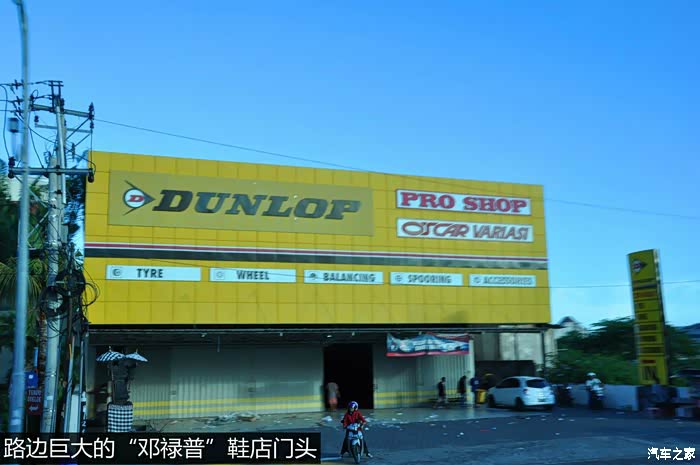 DUNLOP
PRO SHOP
OSCAR VARIASI
TYRE
WHEEL
BALANCING
SPOORING
ACCESSORIES
IN
路边巨大的“邓禄普”鞋店门头
汽车之家